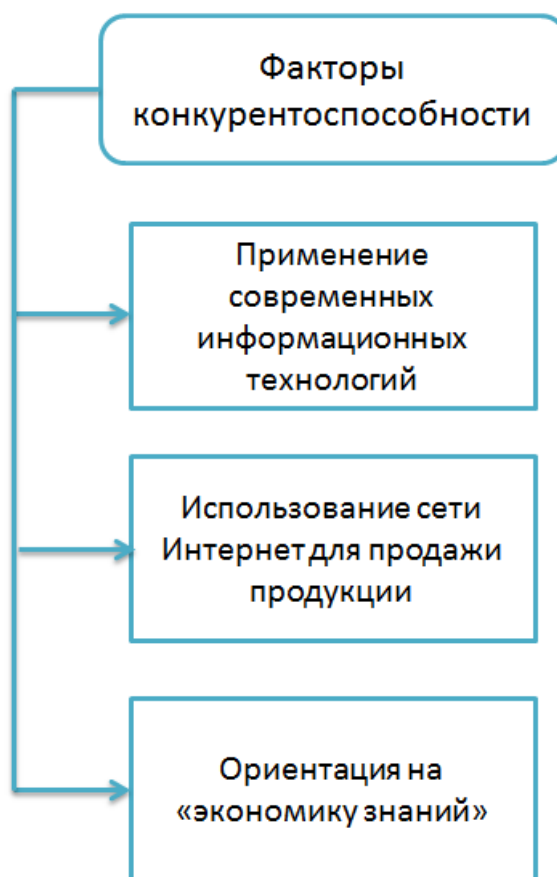 Факторы
конкурентоспособности
Применение
современных
информационных
технологий
Использование сети
Интернет для продажи
продукции
Ориентация на
«экономику знаний»